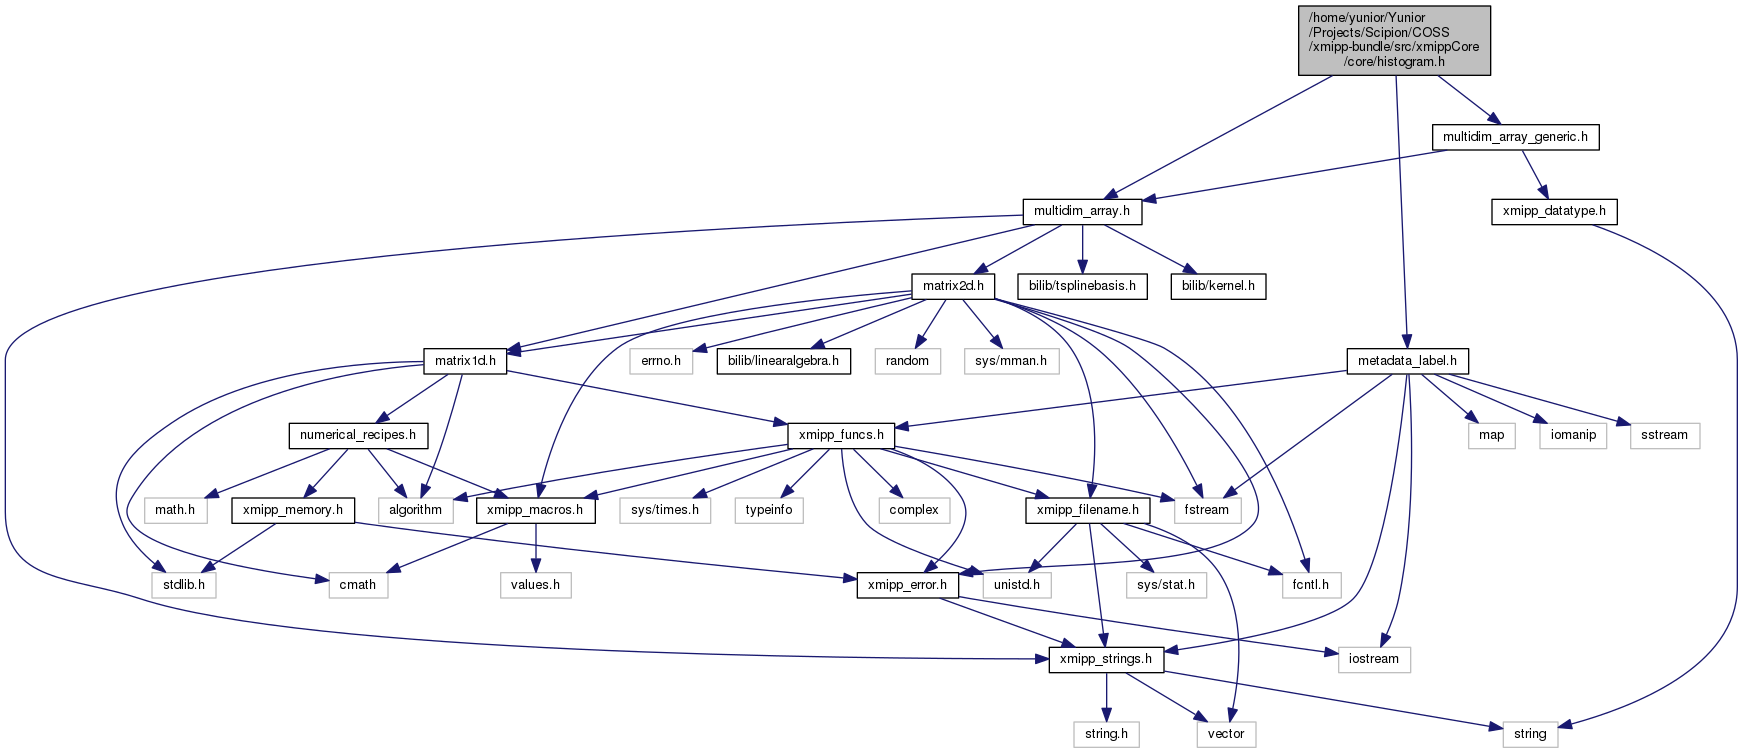 /home/yunior/Yunior
/Projects/Scipion/COSS
/xmipp-bundle/src/xmippCore
/core/histogram.h
multidim_array_generic.h
multidim_array.h
xmipp_datatype.h
matrix2d.h
bilib/tsplinebasis.h
bilib/kernel.h
matrix1d.h
errno.h
bilib/linearalgebra.h
random
sys/mman.h
metadata_label.h
numerical_recipes.h
xmipp_funcs.h
map
iomanip
sstream
math.h
xmipp_memory.h
algorithm
xmipp_macros.h
sys/times.h
typeinfo
complex
xmipp_filename.h
fstream
stdlib.h
cmath
values.h
xmipp_error.h
unistd.h
sys/stat.h
fcntl.h
xmipp_strings.h
iostream
string.h
vector
string